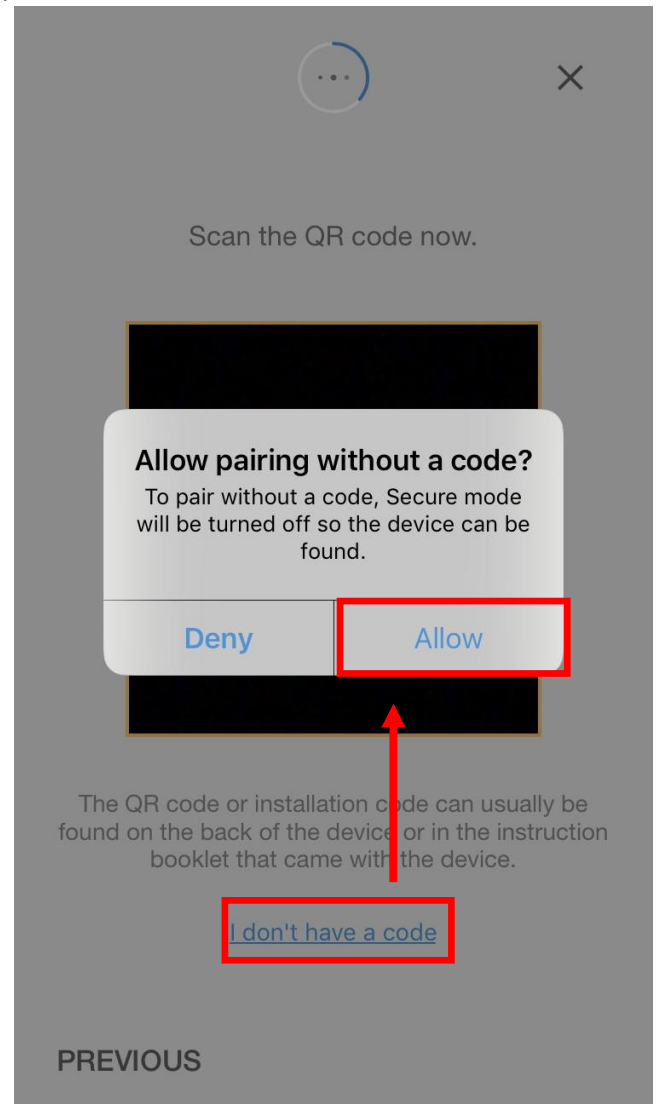 Scan the QR code now.
Allow pairing without a code?
To pair without a code, Secure mode
will be turned off so the device can be
found.
Deny
Allow
The QR code or installation code can usually be
found on the back of the device or in the instruction
booklet that came with the device.
I don't have a code
PREVIOUS